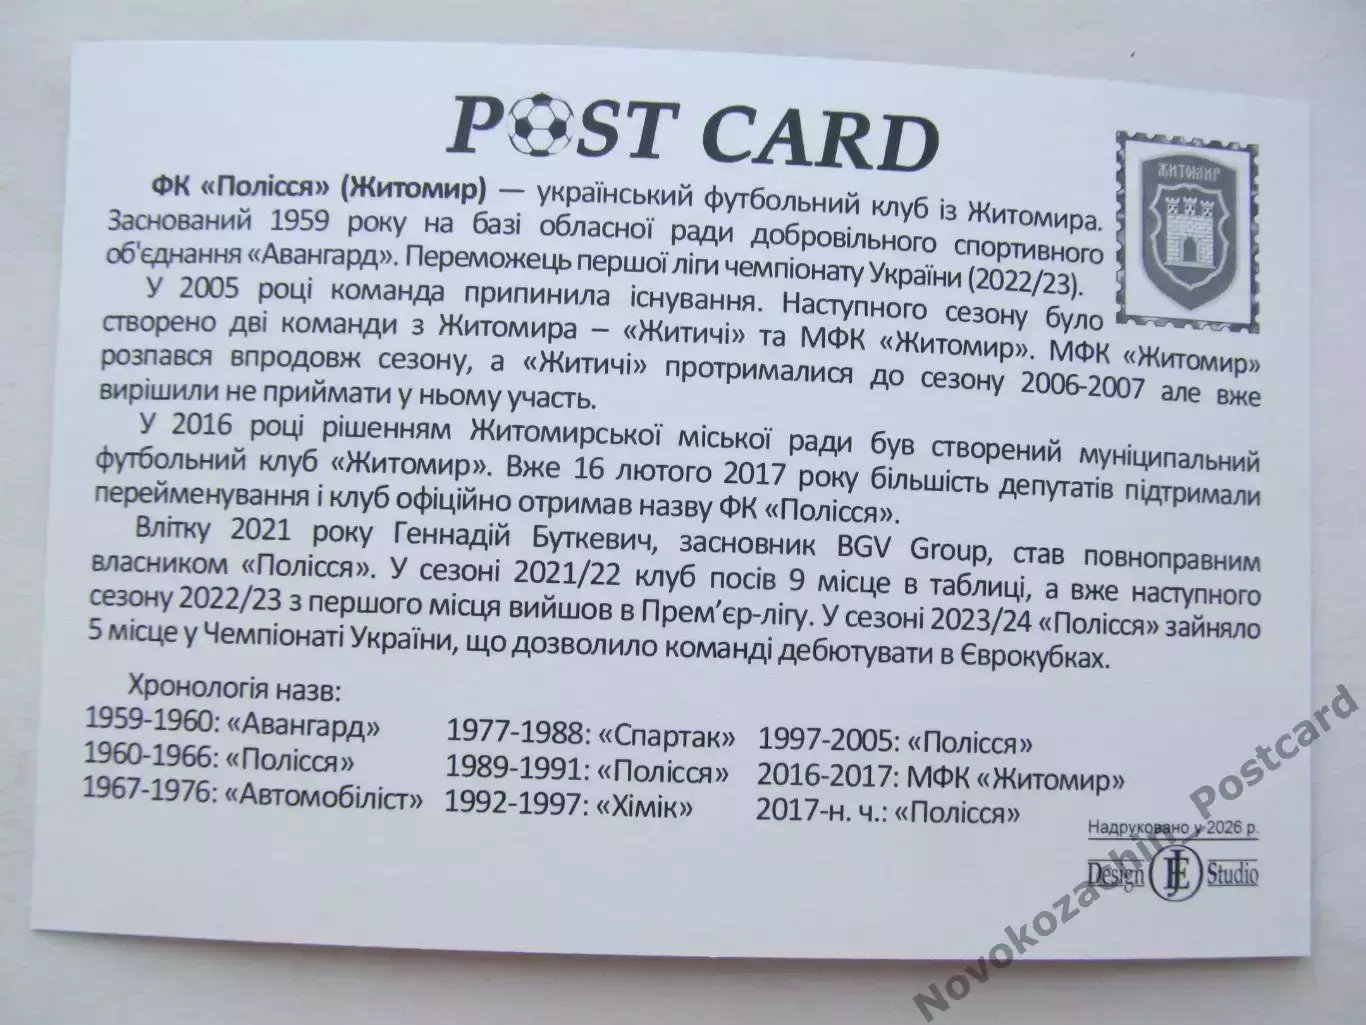 POST CARD
ЖИТОМИР
ФК «Полісся» (Житомир) — український футбольний клуб із Житомира.
Заснований 1959 року на базі обласної ради добровільного спортивного
об'єднання «Авангард». Переможець першої ліги чемпіонату України (2022/23).
У 2005 році команда припинила існування. Наступного сезону було
створено дві команди з Житомира – «Житичі» та МФК «Житомир». МФК «Житомир»
розпався впродовж сезону, а «Житичі» протрималися до сезону 2006-2007 але вже
вирішили не приймати у ньому участь.
У 2016 році рішенням Житомирської міської ради був створений муніципальний
футбольний клуб «Житомир». Вже 16 лютого 2017 року більшість депутатів підтримали
перейменування і клуб офіційно отримав назву ФК «Полісся».
Влітку 2021 року Геннадій Буткевич, засновник BGV Group, став повноправним
власником «Полісся». У сезоні 2021/22 клуб посів 9 місце в таблиці, а вже наступного
сезону 2022/23 з першого місця вийшов в Прем’єр-лігу. У сезоні 2023/24 «Полісся» зайняло
5 місце у Чемпіонаті України, що дозволило команді дебютувати в Єврокубках.
Хронологія назв:
1959-1960: «Авангард» 1977-1988: «Спартак» 1997-2005: «Полісся»
1960-1966: «Полісся» 1989-1991: «Полісся» 2016-2017: МФК «Житомир»
1967-1976: «Автомобіліст» 1992-1997: «Хімік» 2017-н. ч.: «Полісся»
Надруковано у 2026 р.
Design JE Studio
Novokozachin_Postcard